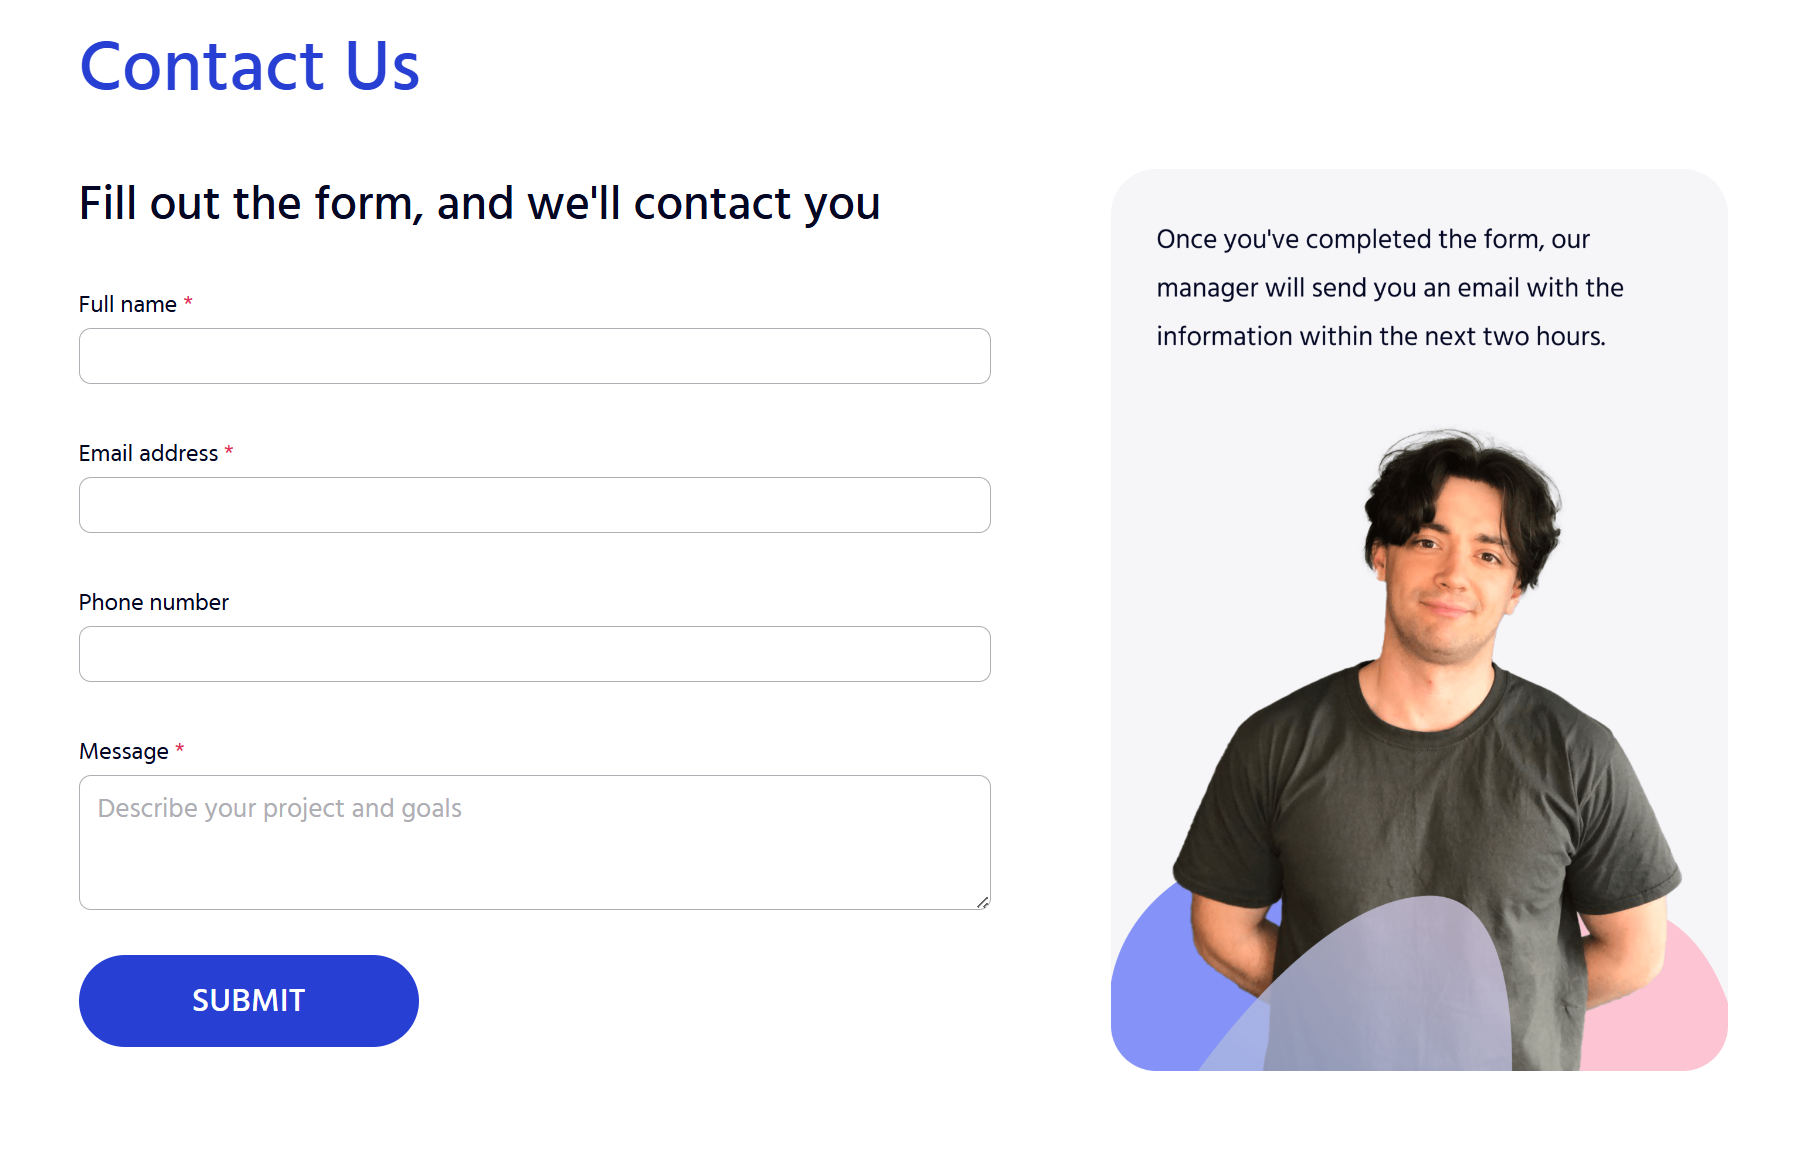 Contact Us
Fill out the form, and we'll contact you
Full name *
Email address *
Phone number
Message *
Describe your project and goals
SUBMIT
Once you've completed the form, our
manager will send you an email with the
information within the next two hours.